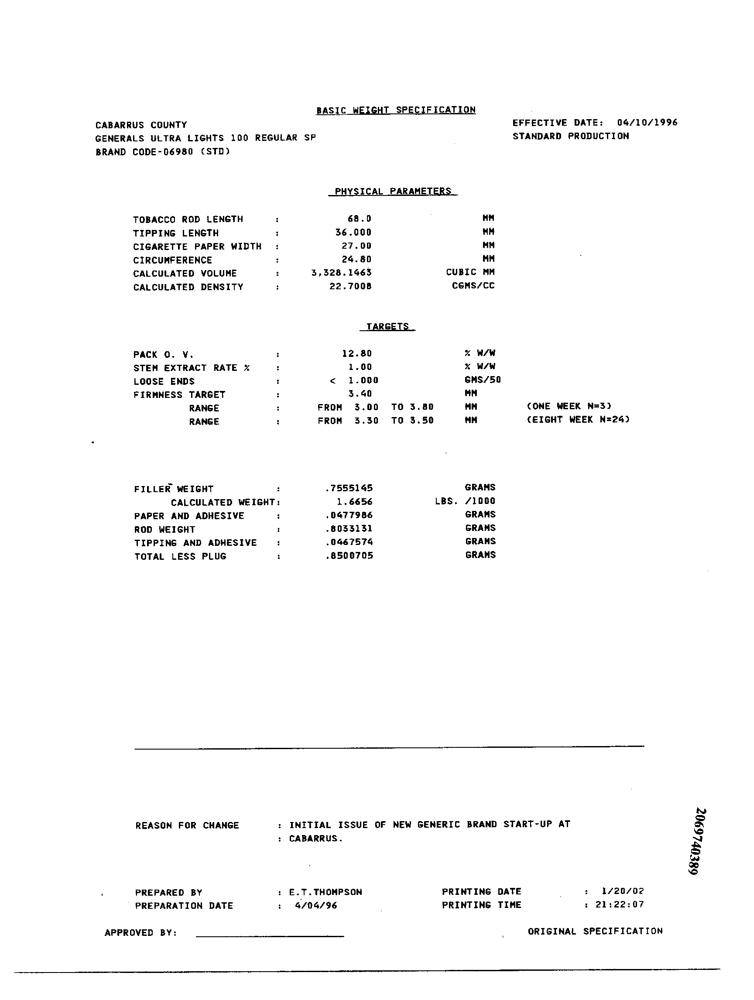 BASIC WEIGHT SPECIFICATION
CABARRUS COUNTY EFFECTIVE DATE: 04/10/1996
GENERALS ULTRA LIGHTS 100 REGULAR SP STANDARD PRODUCTION
BRAND CODE-06980 (STD)
PHYSICAL PARAMETERS
TOBACCO ROD LENGTH : 68.0 MM
TIPPING LENGTH : 36.000 MM
CIGARETTE PAPER WIDTH : 27.00 MM
CIRCUMFERENCE : 24.80 MM
CALCULATED VOLUME : 3,328.1463 CUBIC MM
CALCULATED DENSITY : 22.7008 CGMS/CC
TARGETS
PACK O. V. : 12.80 % W/W
STEM EXTRACT RATE % : 1.00 % W/W
LOOSE ENDS : < 1.000 GMS/50
FIRMNESS TARGET : 3.40 MM
RANGE : FROM 3.00 TO 3.80 MM (ONE WEEK N=3)
RANGE : FROM 3.30 TO 3.50 MM (EIGHT WEEK N=24)
FILLER WEIGHT : .7555145 GRAMS
CALCULATED WEIGHT: 1.6656 LBS. /1000
PAPER AND ADHESIVE : .0477986 GRAMS
ROD WEIGHT : .8033131 GRAMS
TIPPING AND ADHESIVE : .0467574 GRAMS
TOTAL LESS PLUG : .8500705 GRAMS
REASON FOR CHANGE : INITIAL ISSUE OF NEW GENERIC BRAND START-UP AT
: CABARRUS.
PREPARED BY : E.T.THOMPSON PRINTING DATE : 1/20/02
PREPARATION DATE : 4/04/96 PRINTING TIME : 21:22:07
APPROVED BY: ORIGINAL SPECIFICATION
2069740389